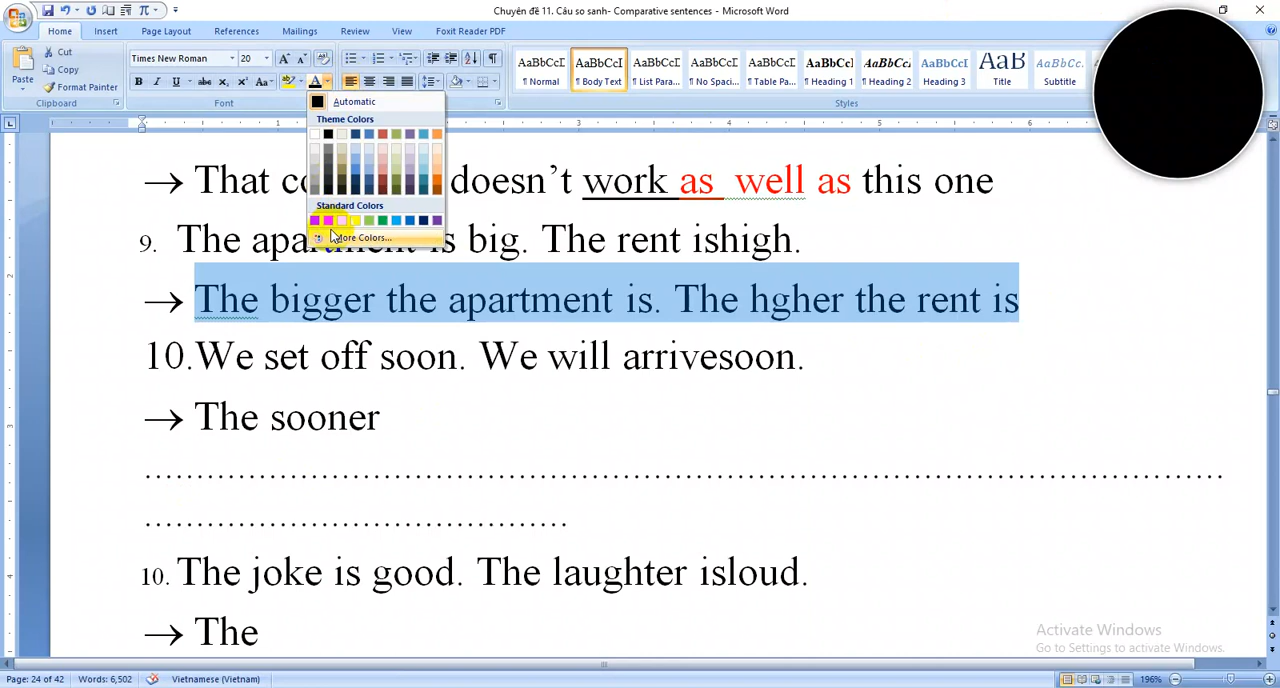 Chuyên đề 11. Câu so sanh- Comparative sentences - Microsoft Word
Home Insert Page Layout References Mailings Review View Foxit Reader PDF
Paste Cut Copy Format Painter
Clipboard
Times New Roman 20
B I U abc x₂ x² Aa
Font
AaBbCcI AaBbCcI AaBbCcI AaBbCcI AaBbCcI AaBbCc AaBbCc AaBbCcI AaB AaBbCc.
¶ Normal ¶ Body Text ¶ List Para... ¶ No Spaci... ¶ Table Pa... Heading 1 Heading 2 Heading 3 Title Subtitle
Styles
Automatic
Theme Colors
Standard Colors
More Colors...
→ That co doesn’t work as well as this one
9. The apartment is big. The rent ishigh.
→ The bigger the apartment is. The hgher the rent is
10.We set off soon. We will arrivesoon.
→ The sooner
……………………………………………………………………………
……………………………
10. The joke is good. The laughter isloud.
→ The
Activate Windows
Go to Settings to activate Windows.
Page: 24 of 42 Words: 6,502 Vietnamese (Vietnam) 196%